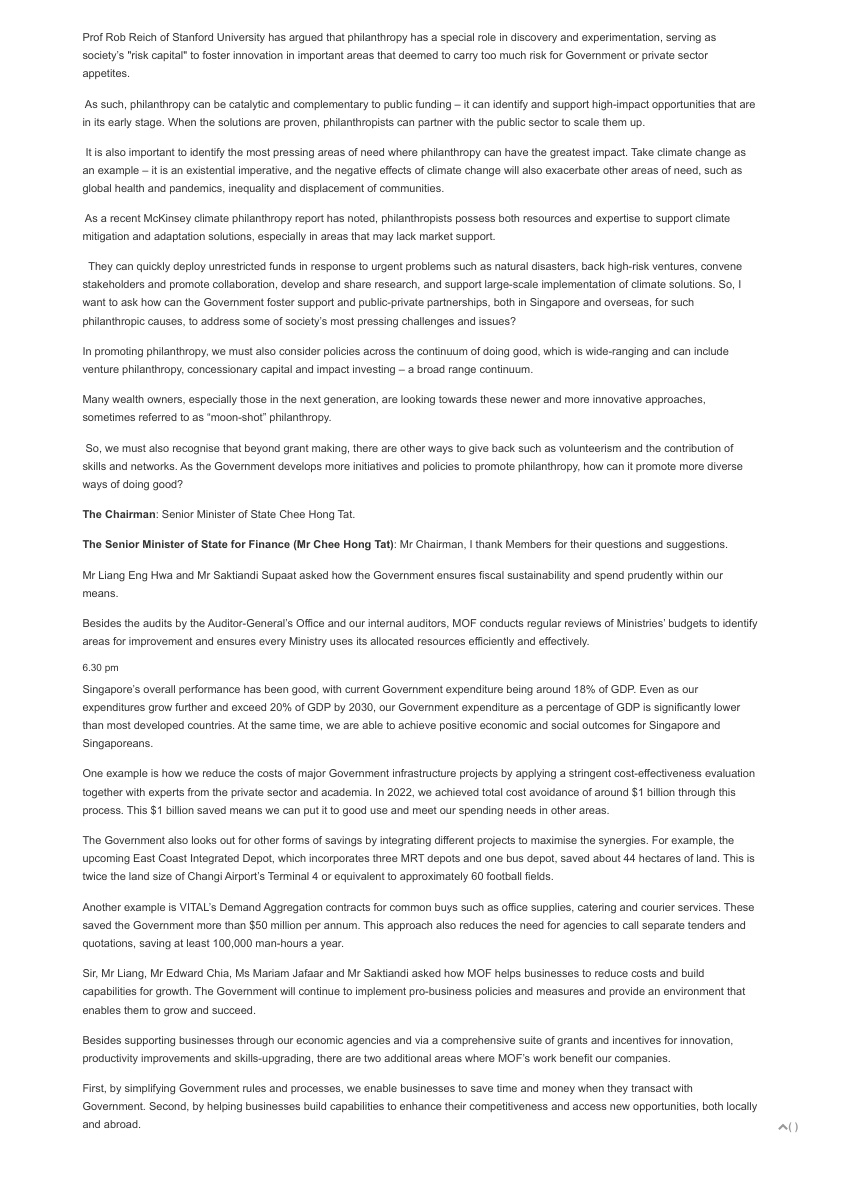 Prof Rob Reich of Stanford University has argued that philanthropy has a special role in discovery and experimentation, serving as
society's "risk capital" to foster innovation in important areas that deemed to carry too much risk for Government or private sector
appetites.
As such, philanthropy can be catalytic and complementary to public funding – it can identify and support high-impact opportunities that are
in its early stage. When the solutions are proven, philanthropists can partner with the public sector to scale them up.
It is also important to identify the most pressing areas of need where philanthropy can have the greatest impact. Take climate change as
an example – it is an existential imperative, and the negative effects of climate change will also exacerbate other areas of need, such as
global health and pandemics, inequality and displacement of communities.
As a recent McKinsey climate philanthropy report has noted, philanthropists possess both resources and expertise to support climate
mitigation and adaptation solutions, especially in areas that may lack market support.
They can quickly deploy unrestricted funds in response to urgent problems such as natural disasters, back high-risk ventures, convene
stakeholders and promote collaboration, develop and share research, and support large-scale implementation of climate solutions. So, I
want to ask how can the Government foster support and public-private partnerships, both in Singapore and overseas, for such
philanthropic causes, to address some of society's most pressing challenges and issues?
In promoting philanthropy, we must also consider policies across the continuum of doing good, which is wide-ranging and can include
venture philanthropy, concessionary capital and impact investing – a broad range continuum.
Many wealth owners, especially those in the next generation, are looking towards these newer and more innovative approaches,
sometimes referred to as “moon-shot” philanthropy.
So, we must also recognise that beyond grant making, there are other ways to give back such as volunteerism and the contribution of
skills and networks. As the Government develops more initiatives and policies to promote philanthropy, how can it promote more diverse
ways of doing good?
The Chairman: Senior Minister of State Chee Hong Tat.
The Senior Minister of State for Finance (Mr Chee Hong Tat): Mr Chairman, I thank Members for their questions and suggestions.
Mr Liang Eng Hwa and Mr Saktiandi Supaat asked how the Government ensures fiscal sustainability and spend prudently within our
means.
Besides the audits by the Auditor-General's Office and our internal auditors, MOF conducts regular reviews of Ministries' budgets to identify
areas for improvement and ensures every Ministry uses its allocated resources efficiently and effectively.
6.30 pm
Singapore's overall performance has been good, with current Government expenditure being around 18% of GDP. Even as our
expenditures grow further and exceed 20% of GDP by 2030, our Government expenditure as a percentage of GDP is significantly lower
than most developed countries. At the same time, we are able to achieve positive economic and social outcomes for Singapore and
Singaporeans.
One example is how we reduce the costs of major Government infrastructure projects by applying a stringent cost-effectiveness evaluation
together with experts from the private sector and academia. In 2022, we achieved total cost avoidance of around $1 billion through this
process. This $1 billion saved means we can put it to good use and meet our spending needs in other areas.
The Government also looks out for other forms of savings by integrating different projects to maximise the synergies. For example, the
upcoming East Coast Integrated Depot, which incorporates three MRT depots and one bus depot, saved about 44 hectares of land. This is
twice the land size of Changi Airport's Terminal 4 or equivalent to approximately 60 football fields.
Another example is VITAL's Demand Aggregation contracts for common buys such as office supplies, catering and courier services. These
saved the Government more than $50 million per annum. This approach also reduces the need for agencies to call separate tenders and
quotations, saving at least 100,000 man-hours a year.
Sir, Mr Liang, Mr Edward Chia, Ms Mariam Jafaar and Mr Saktiandi asked how MOF helps businesses to reduce costs and build
capabilities for growth. The Government will continue to implement pro-business policies and measures and provide an environment that
enables them to grow and succeed.
Besides supporting businesses through our economic agencies and via a comprehensive suite of grants and incentives for innovation,
productivity improvements and skills-upgrading, there are two additional areas where MOF's work benefit our companies.
First, by simplifying Government rules and processes, we enable businesses to save time and money when they transact with
Government. Second, by helping businesses build capabilities to enhance their competitiveness and access new opportunities, both locally
and abroad.
( )